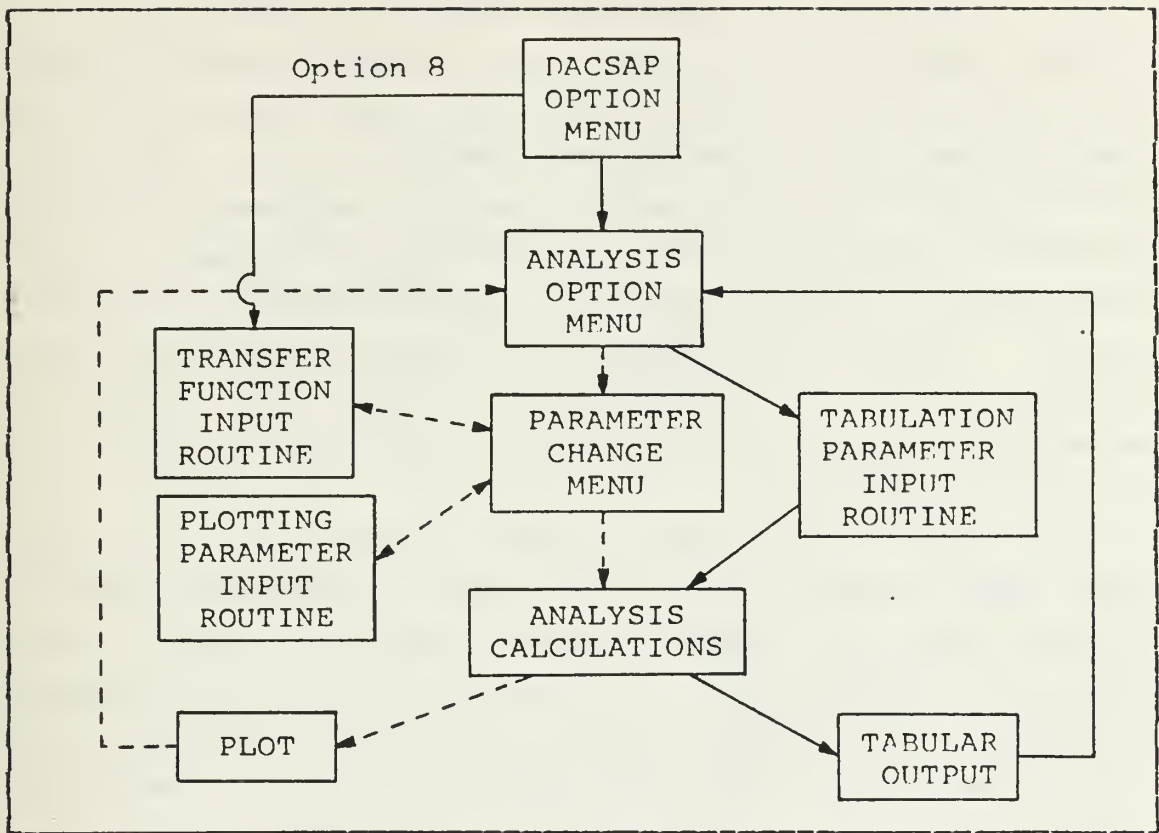 Option 8
DACSAP
OPTION
MENU
ANALYSIS
OPTION
MENU
TRANSFER
FUNCTION
INPUT
ROUTINE
PARAMETER
CHANGE
MENU
TABULATION
PARAMETER
INPUT
ROUTINE
PLOTTING
PARAMETER
INPUT
ROUTINE
ANALYSIS
CALCULATIONS
PLOT
TABULAR
OUTPUT